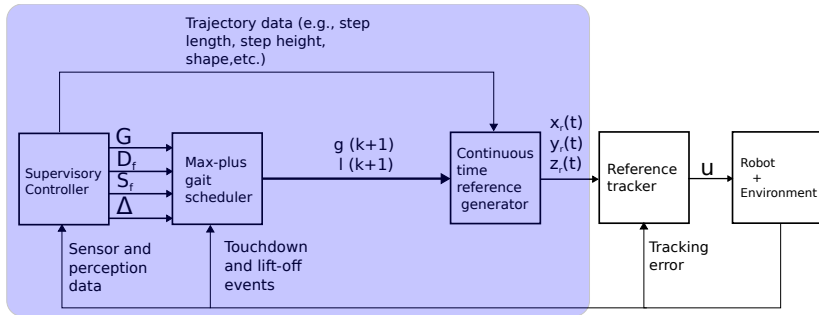 Trajectory data (e.g., step
length, step height,
shape,etc.)
Supervisory
Controller
G
D_f
S_f
Δ
Max-plus
gait
scheduler
g (k+1)
l (k+1)
Continuous
time
reference
generator
x_r(t)
y_r(t)
z_r(t)
Reference
tracker
u
Robot
+
Environment
Sensor and
perception
data
Touchdown
and lift-off
events
Tracking
error